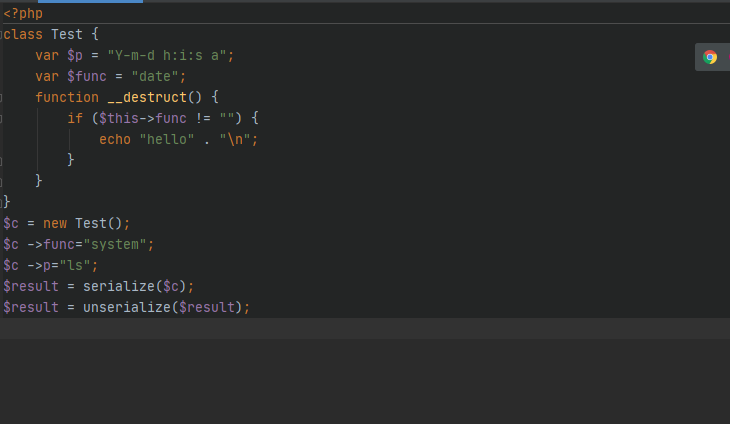 <?php
class Test {
    var $p = "Y-m-d h:i:s a";
    var $func = "date";
    function __destruct() {
        if ($this->func != "") {
            echo "hello" . "\n";
        }
    }
}
$c = new Test();
$c ->func="system";
$c ->p="ls";
$result = serialize($c);
$result = unserialize($result);